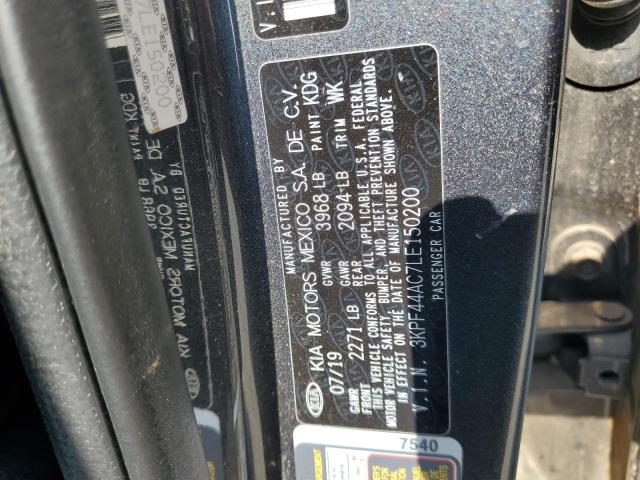 MANUFACTURED BY
KIA KIA MOTORS MEXICO S.A. DE C.V.
07/19 GVWR 3968 LB PAINT KDG
GAWR FRONT 2271 LB GAWR REAR 2094 LB TRIM WK
THIS VEHICLE CONFORMS TO ALL APPLICABLE U.S.A. FEDERAL
MOTOR VEHICLE SAFETY, BUMPER, AND THEFT PREVENTION STANDARDS
IN EFFECT ON THE DATE OF MANUFACTURE SHOWN ABOVE.
V.I.N. 3KPF44AC7LE150200
PASSENGER CAR
7540